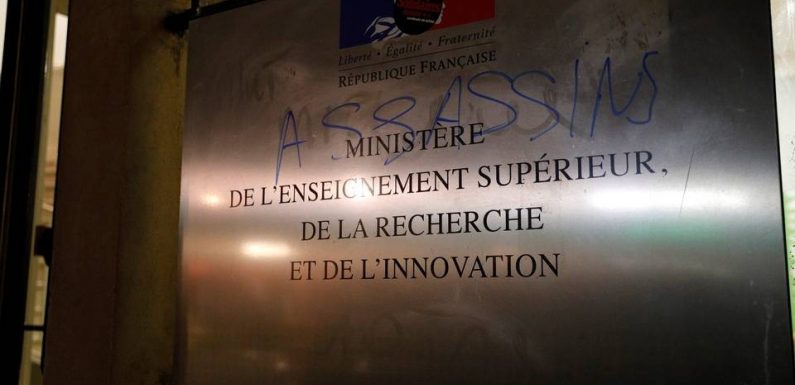 Liberté • Égalité • Fraternité
RÉPUBLIQUE FRANÇAISE
ASSASSINS
MINISTÈRE
DE L'ENSEIGNEMENT SUPÉRIEUR,
DE LA RECHERCHE
ET DE L'INNOVATION